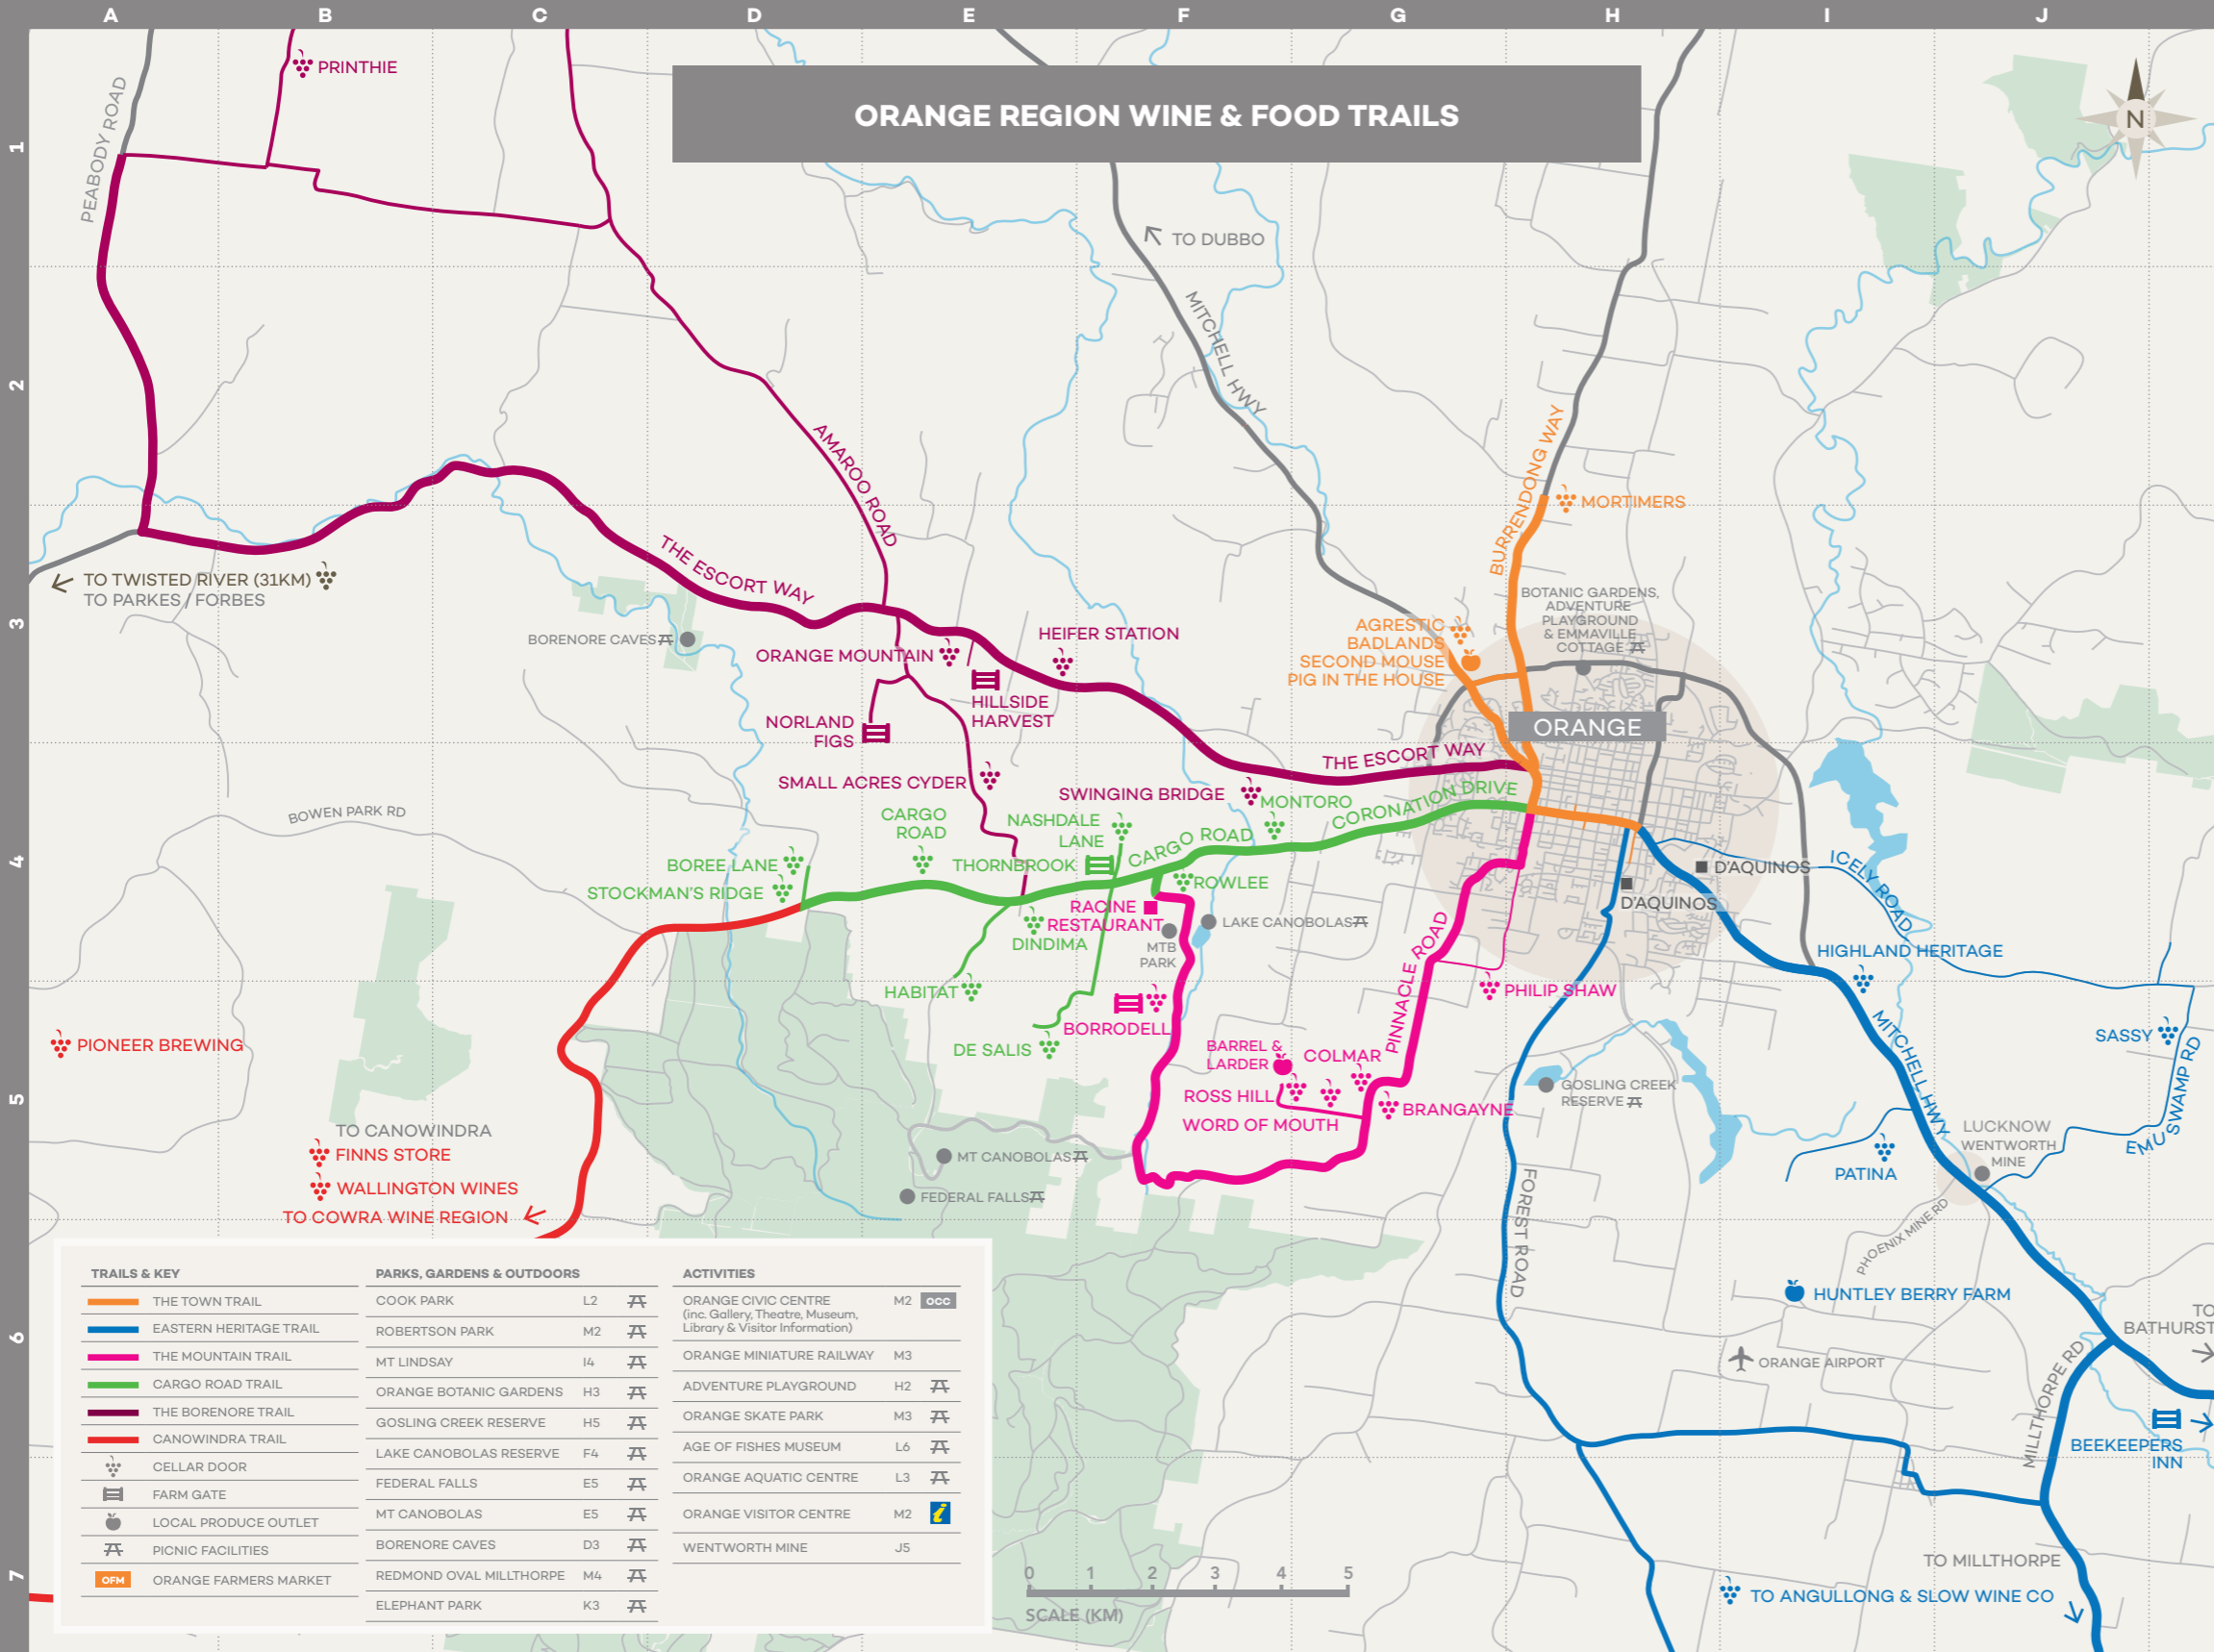 A B C D E F G H I J
ORANGE REGION WINE & FOOD TRAILS
N
1
2
3
4
5
6
7
PEABODY ROAD
PRINTHIE
TO DUBBO
MITCHELL HWY
AMAROO ROAD
BURRENDONG WAY
MORTIMERS
THE ESCORT WAY
TO TWISTED RIVER (31KM)
TO PARKES / FORBES
BORENORE CAVES
ORANGE MOUNTAIN
HEIFER STATION
HILLSIDE
HARVEST
NORLAND
FIGS
AGRESTIC
BADLANDS
SECOND MOUSE
PIG IN THE HOUSE
BOTANIC GARDENS,
ADVENTURE
PLAYGROUND
& EMMAVILLE
COTTAGE
ORANGE
THE ESCORT WAY
SMALL ACRES CYDER
SWINGING BRIDGE
MONTORO
CORONATION DRIVE
CARGO
ROAD
NASHDALE
LANE
THORNBROOK
CARGO ROAD
BOWEN PARK RD
BOREE LANE
STOCKMAN'S RIDGE
ROWLEE
RACINE
RESTAURANT
MTB
PARK
LAKE CANOBOLAS
DINDIMA
HABITAT
BORRODELL
DE SALIS
D'AQUINOS
D'AQUINOS
ICELY ROAD
HIGHLAND HERITAGE
PINNACLE ROAD
PHILIP SHAW
BARREL &
LARDER
COLMAR
ROSS HILL
WORD OF MOUTH
BRANGAYNE
GOSLING CREEK
RESERVE
MITCHELL HWY
SASSY
EMU SWAMP RD
LUCKNOW
WENTWORTH
MINE
PATINA
PIONEER BREWING
TO CANOWINDRA
FINNS STORE
WALLINGTON WINES
TO COWRA WINE REGION
MT CANOBOLAS
FEDERAL FALLS
FOREST ROAD
PHOENIX MINE RD
HUNTLEY BERRY FARM
TO
BATHURST
ORANGE AIRPORT
MILLTHORPE RD
BEEKEEPERS
INN
TO MILLTHORPE
TO ANGULLONG & SLOW WINE CO
TRAILS & KEY
THE TOWN TRAIL
EASTERN HERITAGE TRAIL
THE MOUNTAIN TRAIL
CARGO ROAD TRAIL
THE BORENORE TRAIL
CANOWINDRA TRAIL
CELLAR DOOR
FARM GATE
LOCAL PRODUCE OUTLET
PICNIC FACILITIES
OFM ORANGE FARMERS MARKET
PARKS, GARDENS & OUTDOORS
COOK PARK L2
ROBERTSON PARK M2
MT LINDSAY I4
ORANGE BOTANIC GARDENS H3
GOSLING CREEK RESERVE H5
LAKE CANOBOLAS RESERVE F4
FEDERAL FALLS E5
MT CANOBOLAS E5
BORENORE CAVES D3
REDMOND OVAL MILLTHORPE M4
ELEPHANT PARK K3
ACTIVITIES
ORANGE CIVIC CENTRE M2 OCC
(inc. Gallery, Theatre, Museum,
Library & Visitor Information)
ORANGE MINIATURE RAILWAY M3
ADVENTURE PLAYGROUND H2
ORANGE SKATE PARK M3
AGE OF FISHES MUSEUM L6
ORANGE AQUATIC CENTRE L3
ORANGE VISITOR CENTRE M2 i
WENTWORTH MINE J5
0 1 2 3 4 5
SCALE (KM)